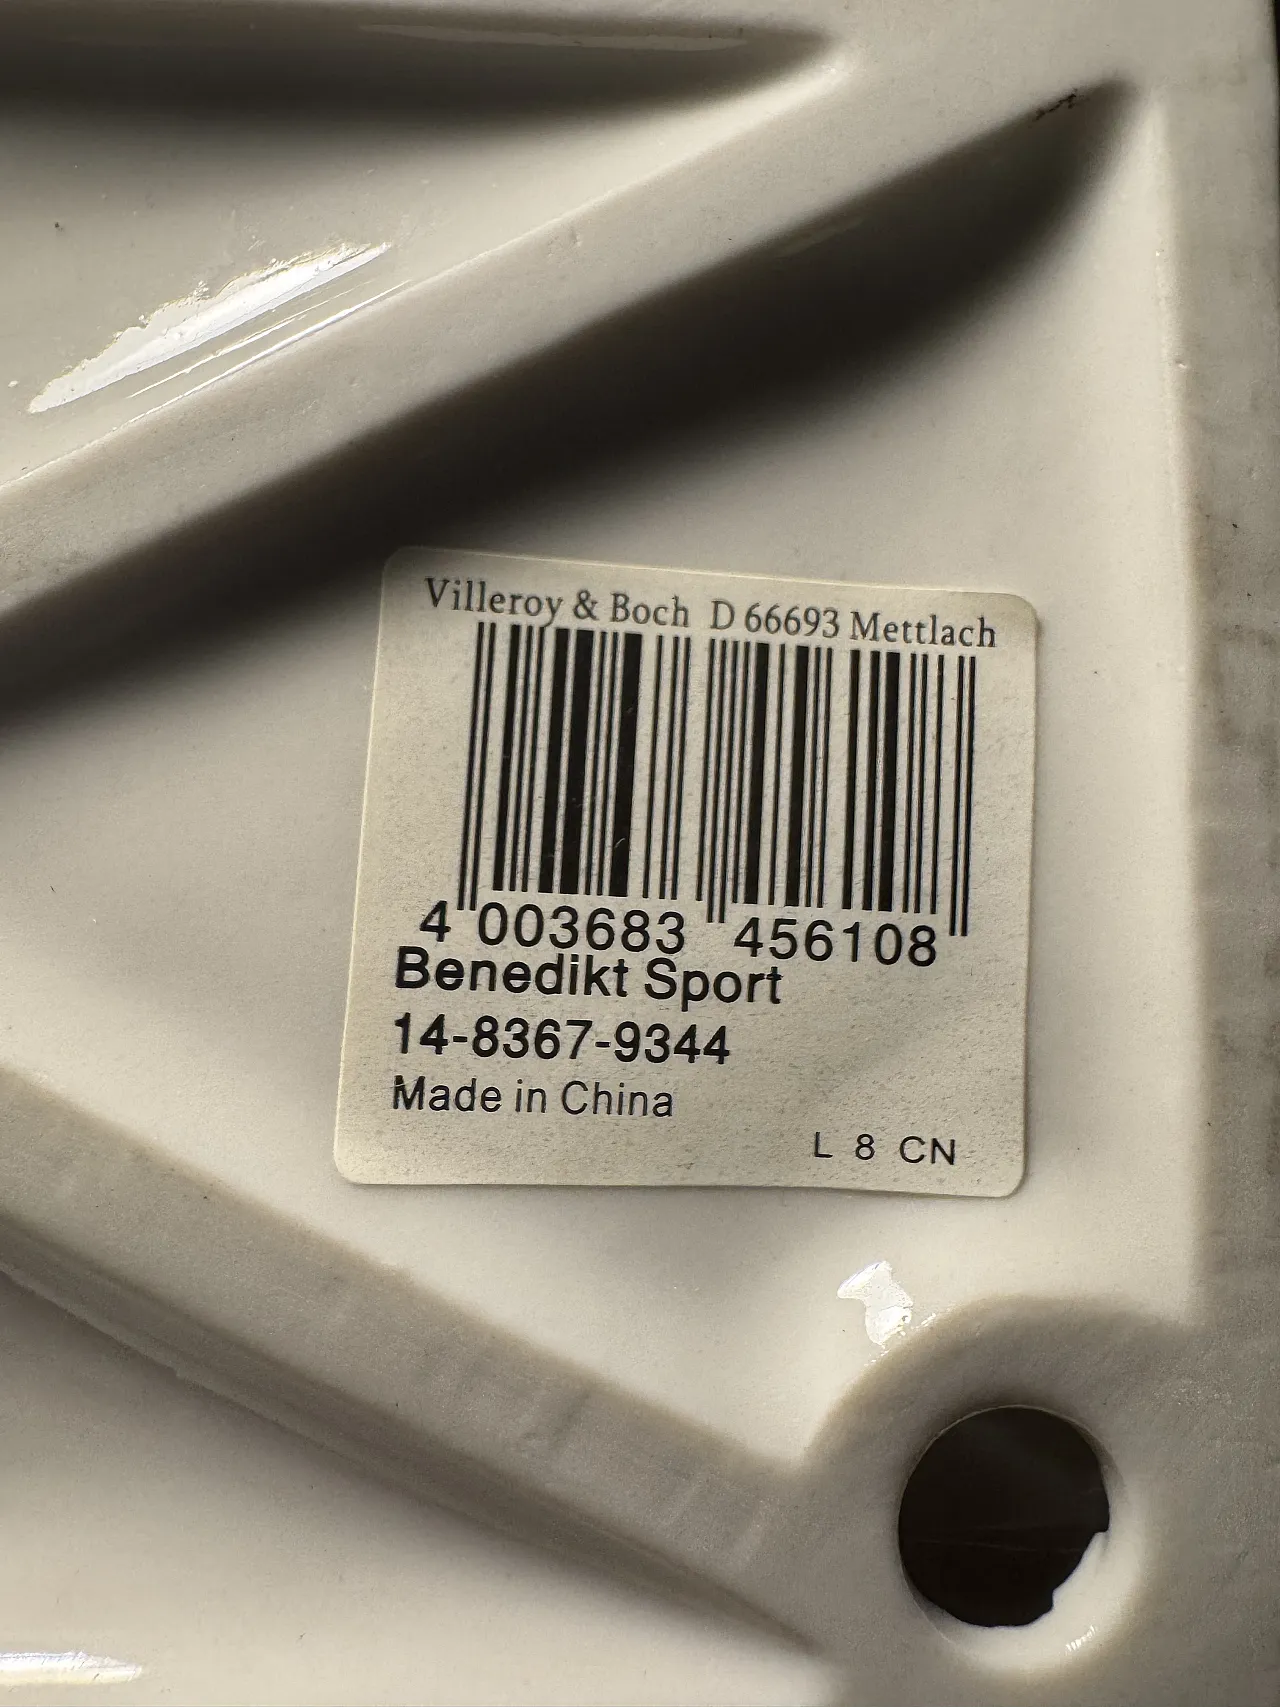 Villeroy & Boch D 66693 Mettlach
4 003683 456108
Benedikt Sport
14-8367-9344
Made in China
L 8 CN